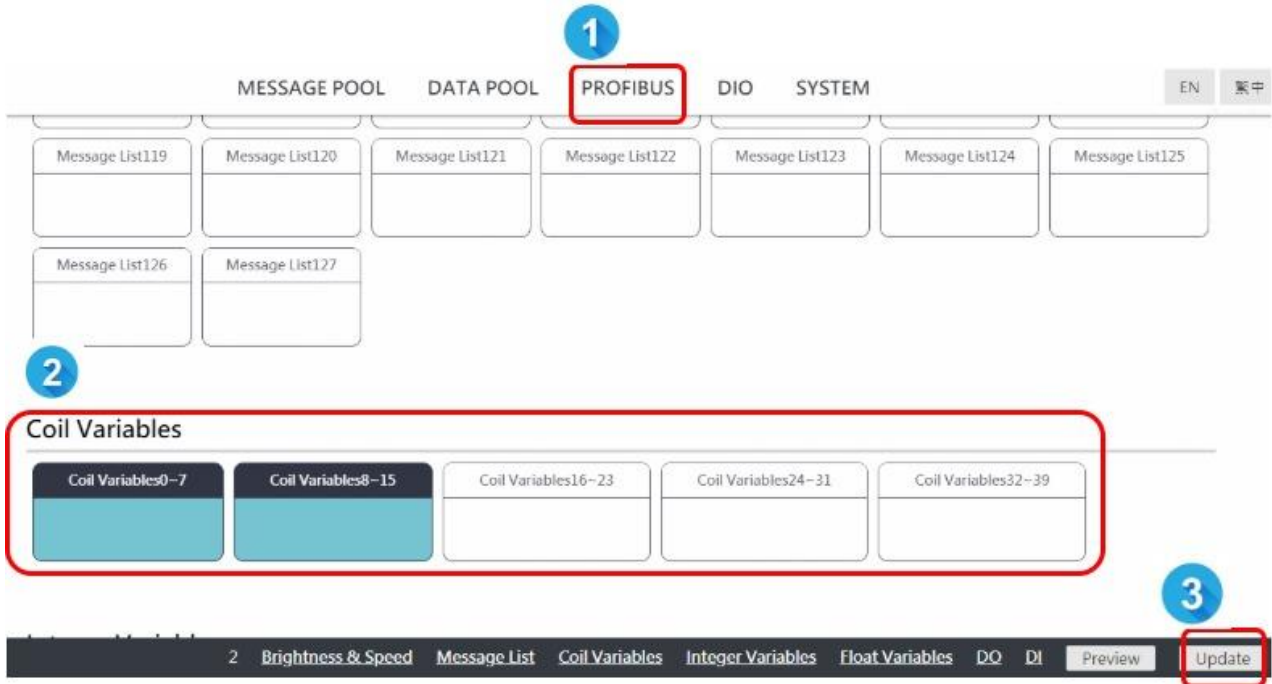 1
MESSAGE POOL DATA POOL PROFIBUS DIO SYSTEM EN 繁中
Message List119 Message List120 Message List121 Message List122 Message List123 Message List124 Message List125
Message List126 Message List127
2
Coil Variables
Coil Variables0~7 Coil Variables8~15 Coil Variables16~23 Coil Variables24~31 Coil Variables32~39
3
2 Brightness & Speed Message List Coil Variables Integer Variables Float Variables DO DI Preview Update